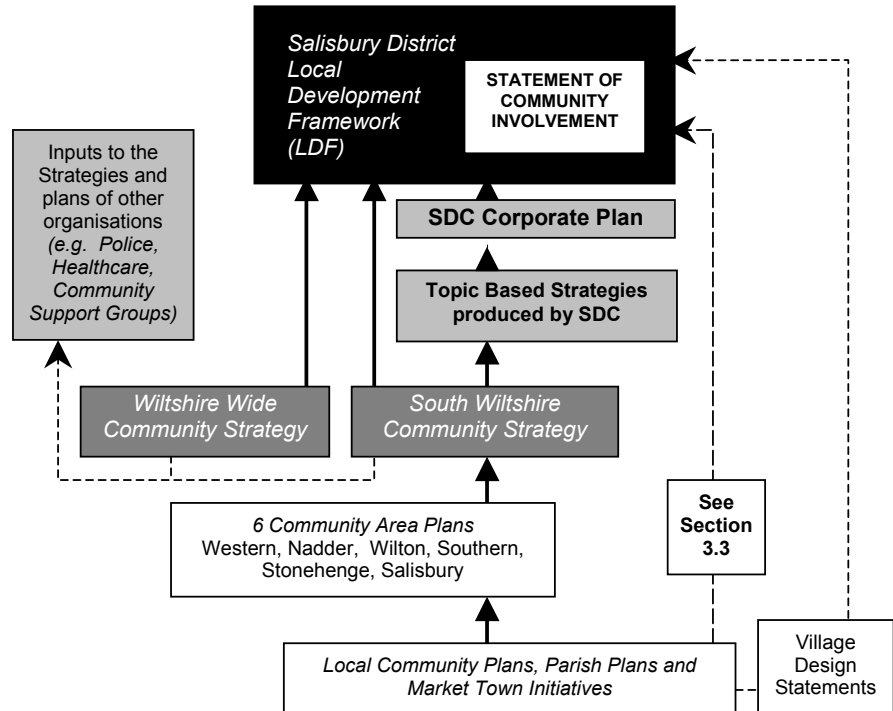 Salisbury District
Local
Development
Framework
(LDF)
STATEMENT OF
COMMUNITY
INVOLVEMENT
Inputs to the
Strategies and
plans of other
organisations
(e.g. Police,
Healthcare,
Community
Support Groups)
SDC Corporate Plan
Topic Based Strategies
produced by SDC
Wiltshire Wide
Community Strategy
South Wiltshire
Community Strategy
6 Community Area Plans
Western, Nadder, Wilton, Southern,
Stonehenge, Salisbury
See
Section
3.3
Local Community Plans, Parish Plans and
Market Town Initiatives
Village
Design
Statements